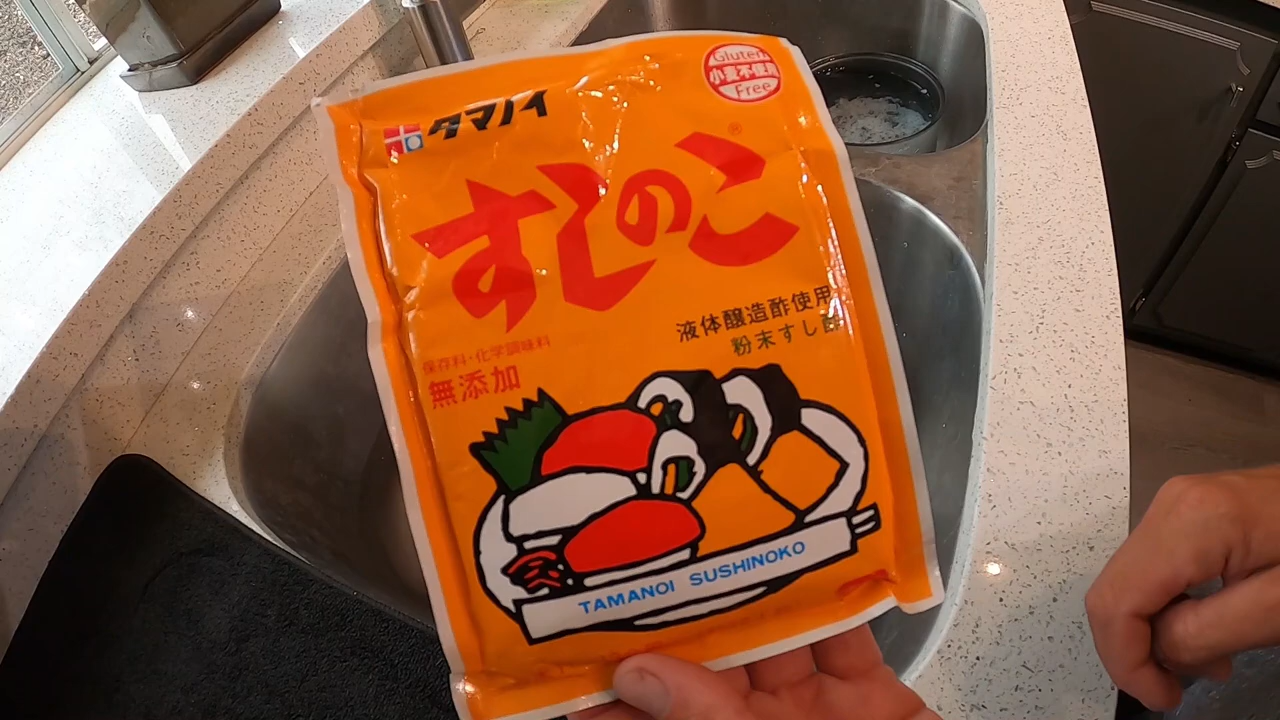 タマノイ
Gluten
小麦不使用
Free
すしのこ
®
液体醸造酢使用
粉末すし酢
保存料・化学調味料
無添加
TAMANOI SUSHINOKO